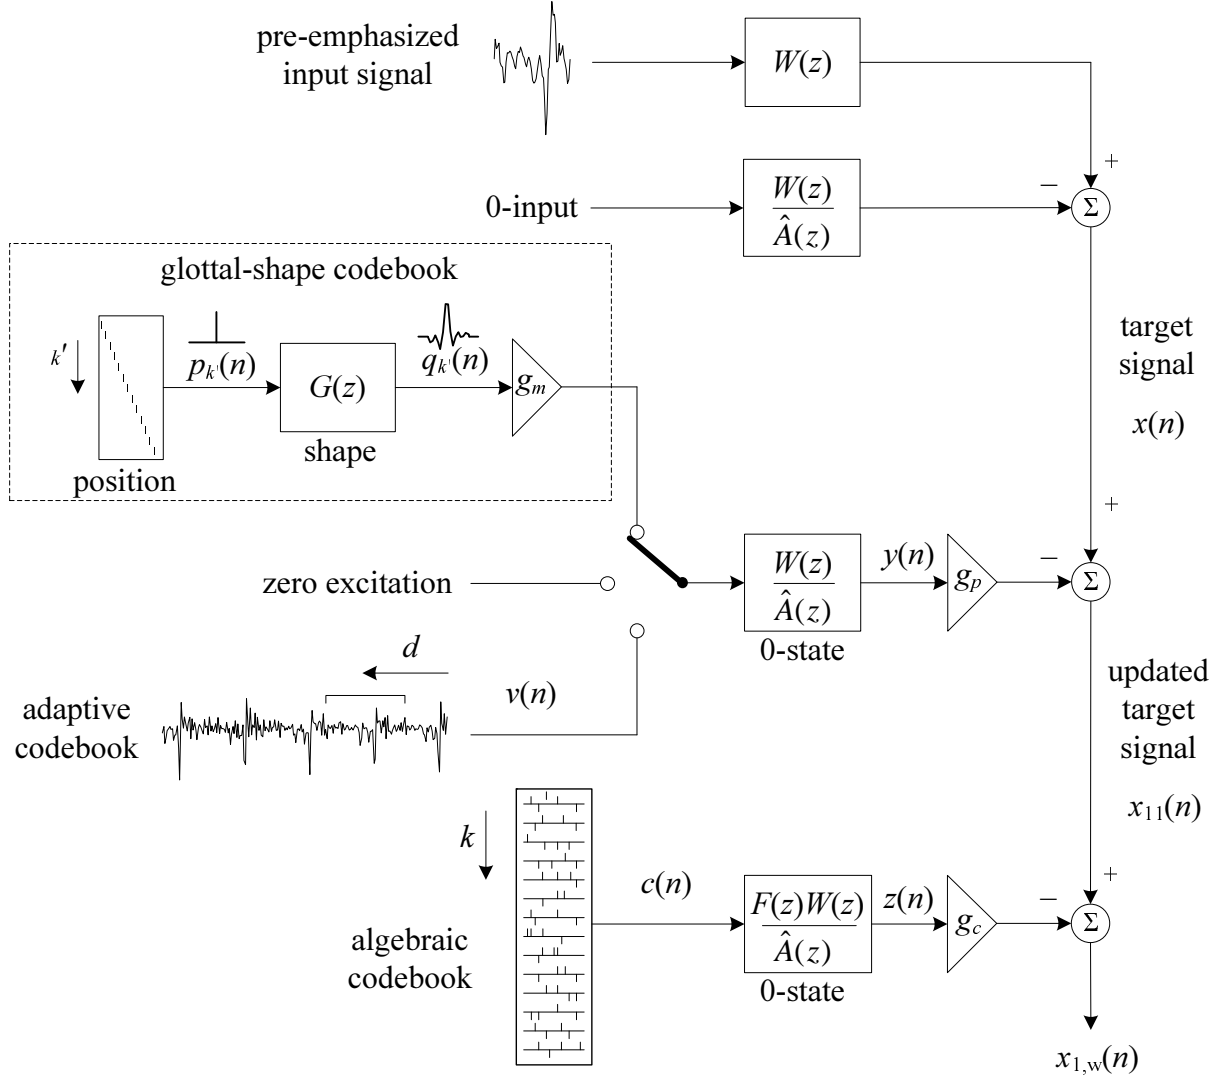 pre-emphasized
input signal
W(z)
+
0-input
W(z)
Â(z)
−
Σ
glottal-shape codebook
k′
p_k'(n)
G(z)
q_k'(n)
g_m
shape
position
target
signal
x(n)
+
zero excitation
W(z)
Â(z)
0-state
y(n)
g_p
−
Σ
d
v(n)
adaptive
codebook
updated
target
signal
x_11(n)
k
c(n)
F(z)W(z)
Â(z)
0-state
z(n)
g_c
+
−
Σ
algebraic
codebook
x_1,w(n)